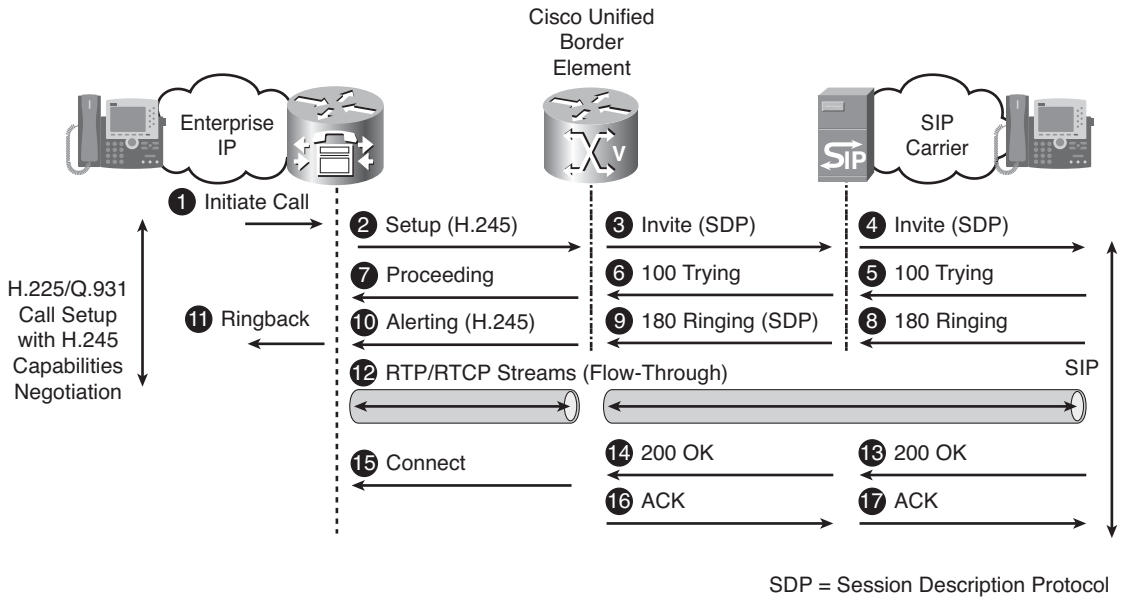 Cisco Unified
Border
Element
Enterprise
IP
V
SIP
SIP
Carrier
1 Initiate Call
2 Setup (H.245)
3 Invite (SDP)
4 Invite (SDP)
7 Proceeding
6 100 Trying
5 100 Trying
H.225/Q.931
Call Setup
with H.245
Capabilities
Negotiation
11 Ringback
10 Alerting (H.245)
9 180 Ringing (SDP)
8 180 Ringing
12 RTP/RTCP Streams (Flow-Through)
SIP
15 Connect
14 200 OK
13 200 OK
16 ACK
17 ACK
SDP = Session Description Protocol